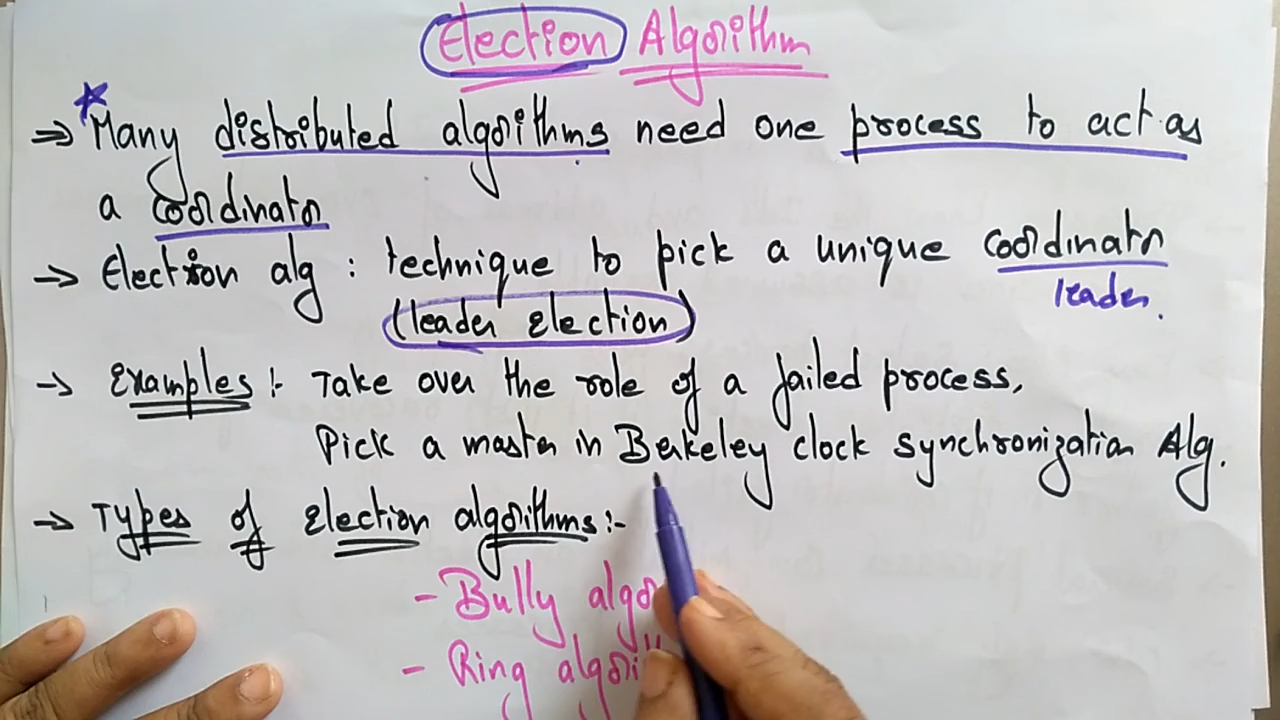 Election Algorithm
⇒ Many distributed algorithms need one process to act as
a coordinator
→ Election alg : technique to pick a unique coordinator
leader.
(leader election)
→ Examples :- Take over the role of a failed process,
Pick a master in Berkeley clock synchronization Alg.
→ Types of election algorithms :-
- Bully algo
- Ring algori